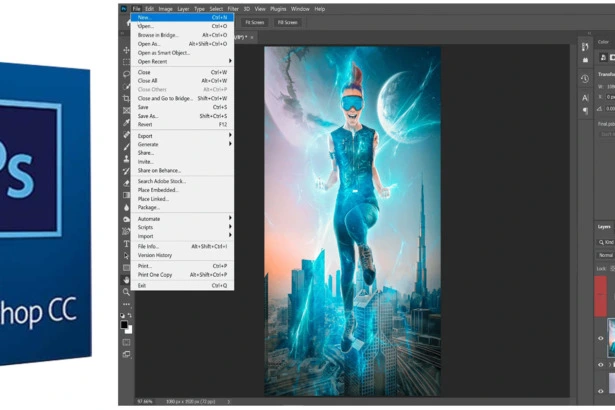 Ps
hop CC
File Edit Image Layer Type Select Filter 3D View Plugins Window Help
Fit Screen Fill Screen
New... Ctrl+N
Open... Ctrl+O
Browse in Bridge... Alt+Ctrl+O
Open As... Alt+Shift+Ctrl+O
Open as Smart Object...
Open Recent
Close Ctrl+W
Close All Alt+Ctrl+W
Close Others Alt+Ctrl+P
Close and Go to Bridge... Shift+Ctrl+W
Save Ctrl+S
Save As... Shift+Ctrl+S
Revert F12
Export
Generate
Share...
Invite...
Share on Behance...
Search Adobe Stock...
Place Embedded...
Place Linked...
Package...
Automate
Scripts
Import
File Info... Alt+Shift+Ctrl+I
Version History
Print... Ctrl+P
Print One Copy Alt+Shift+Ctrl+P
Exit Ctrl+Q
Color
Layers
Normal
Lock: